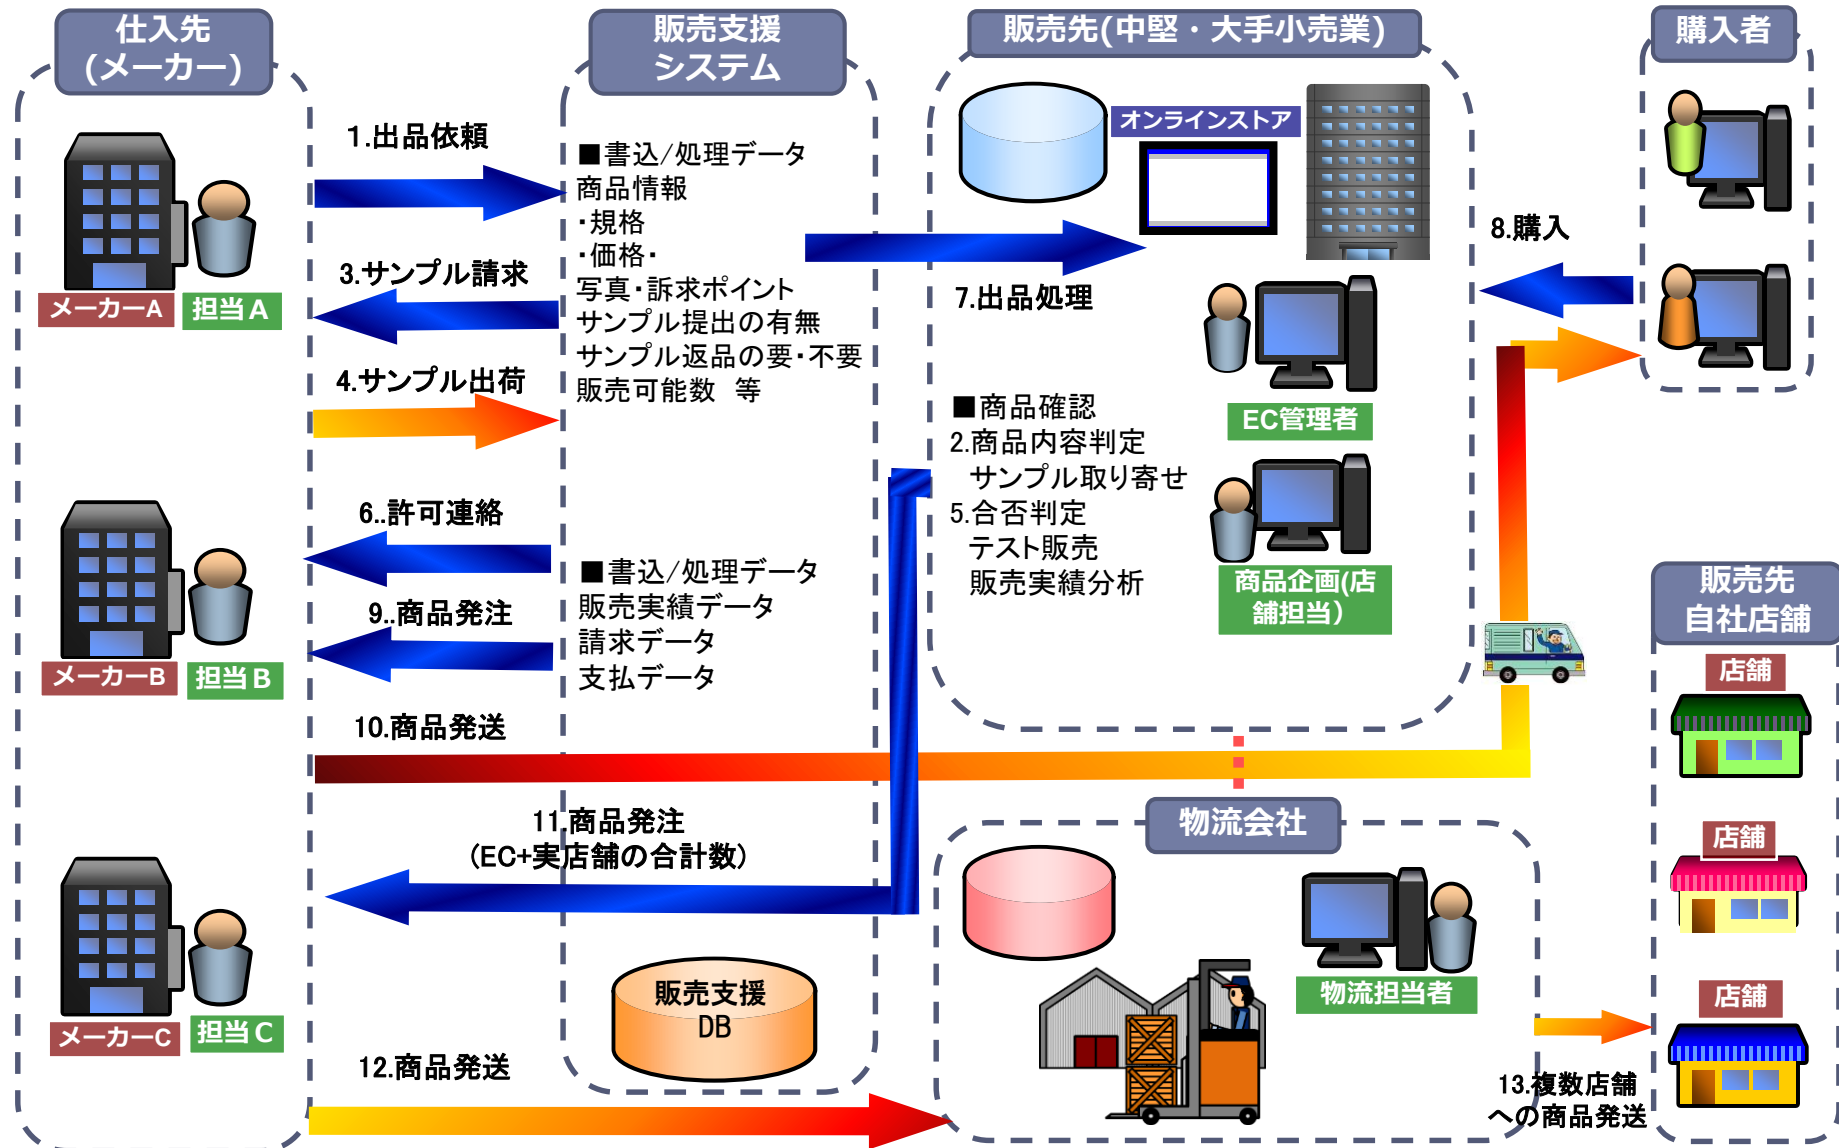 仕入先
(メーカー)
販売支援
システム
販売先(中堅・大手小売業)
購入者
1.出品依頼
3.サンプル請求
4.サンプル出荷
6..許可連絡
9..商品発注
10.商品発送
11.商品発注
(EC+実店舗の合計数)
12.商品発送
メーカーA
担当A
メーカーB
担当B
メーカーC
担当C
■書込/処理データ
商品情報
・規格
・価格・
写真・訴求ポイント
サンプル提出の有無
サンプル返品の要・不要
販売可能数 等
■書込/処理データ
販売実績データ
請求データ
支払データ
販売支援
DB
オンラインストア
7.出品処理
8.購入
EC管理者
■商品確認
2.商品内容判定
サンプル取り寄せ
5.合否判定
テスト販売
販売実績分析
商品企画(店
舗担当)
販売先
自社店舗
店舗
店舗
店舗
物流会社
物流担当者
13.複数店舗
への商品発送